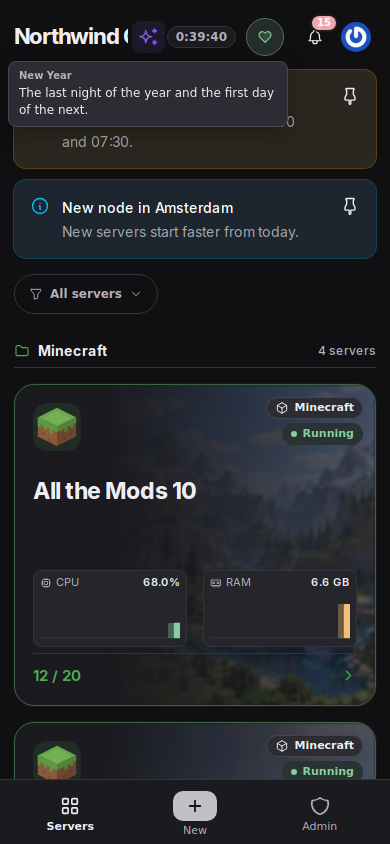 Northwind
0:39:40
15
New Year
The last night of the year and the first day
of the next.
and 07:30.
New node in Amsterdam
New servers start faster from today.
All servers
Minecraft
4 servers
Minecraft
Running
All the Mods 10
CPU
68.0%
RAM
6.6 GB
12 / 20
Minecraft
Running
Servers
New
Admin